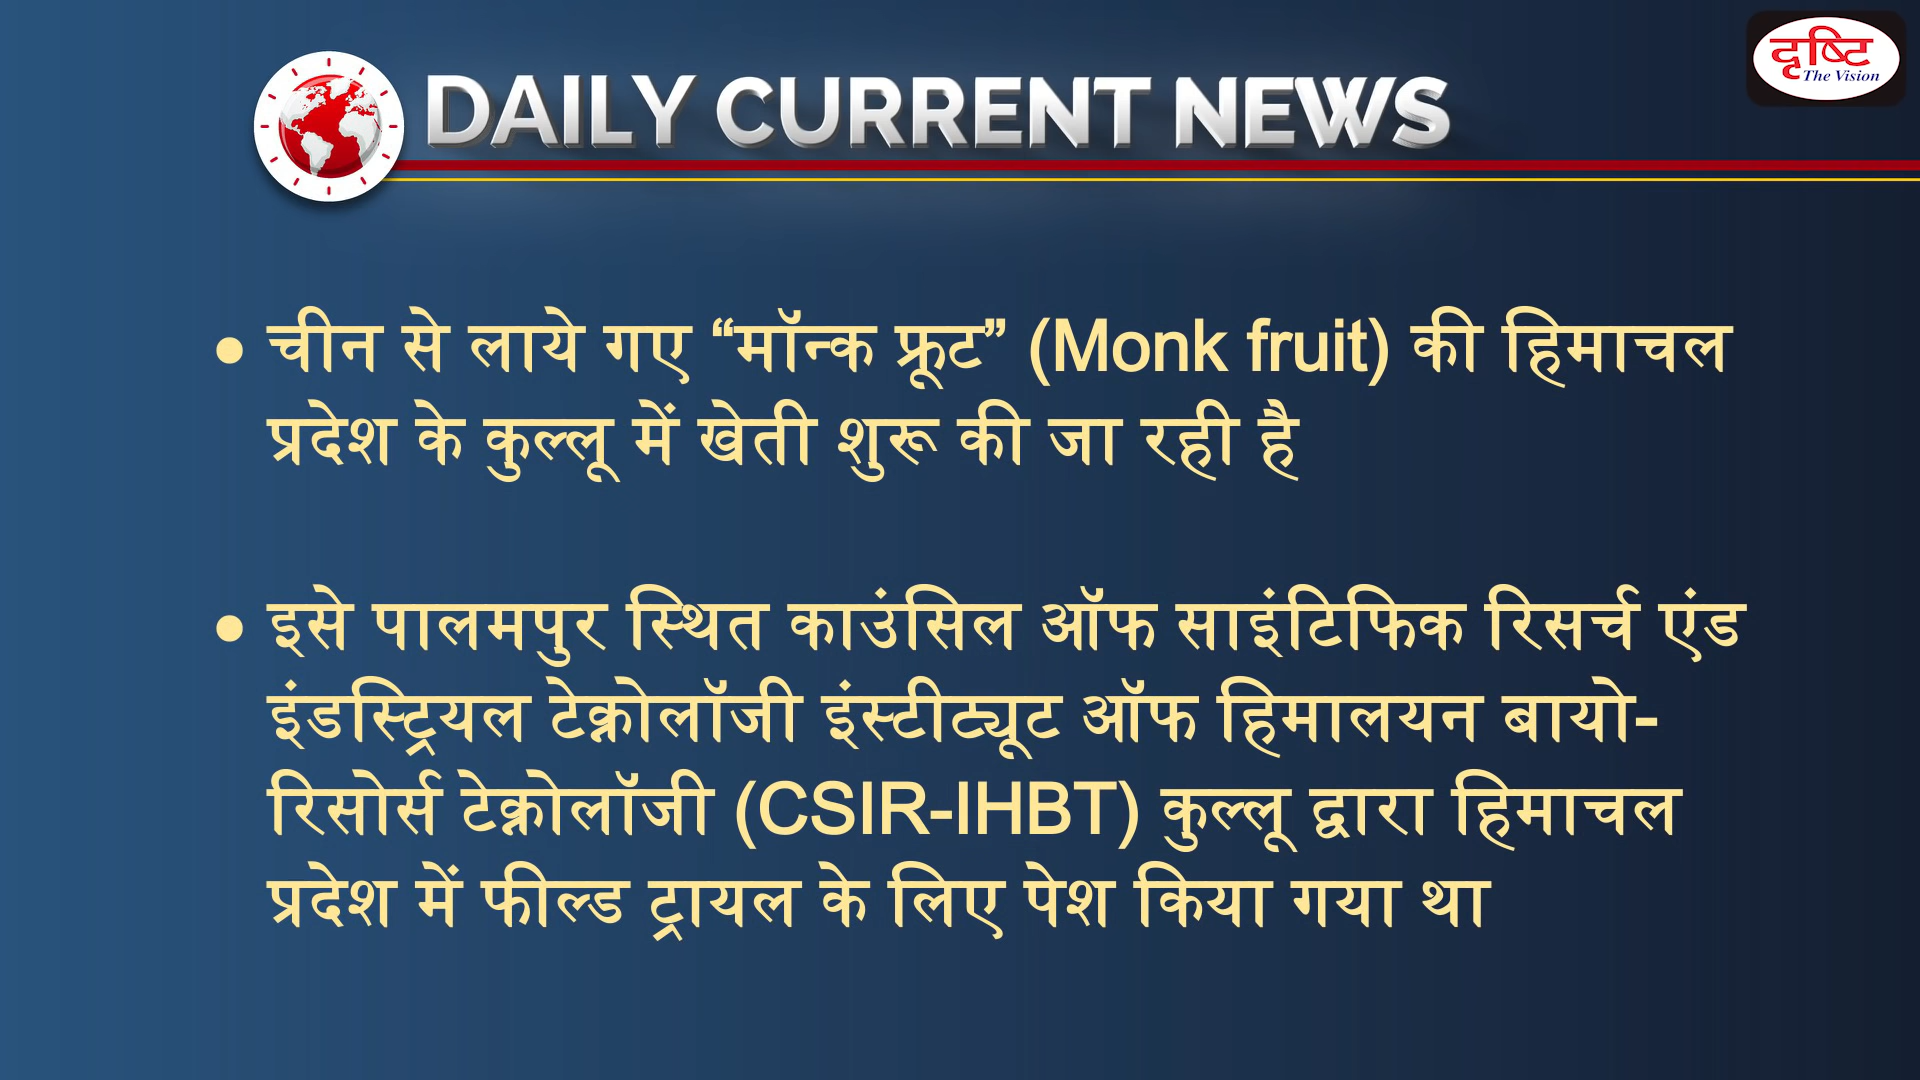 DAILY CURRENT NEWS
दृष्टि
The Vision
• चीन से लाये गए “मॉन्क फ्रूट” (Monk fruit) की हिमाचल
प्रदेश के कुल्लू में खेती शुरू की जा रही है
• इसे पालमपुर स्थित काउंसिल ऑफ साइंटिफिक रिसर्च एंड
इंडस्ट्रियल टेक्नोलॉजी इंस्टीट्यूट ऑफ हिमालयन बायो-
रिसोर्स टेक्नोलॉजी (CSIR-IHBT) कुल्लू द्वारा हिमाचल
प्रदेश में फील्ड ट्रायल के लिए पेश किया गया था